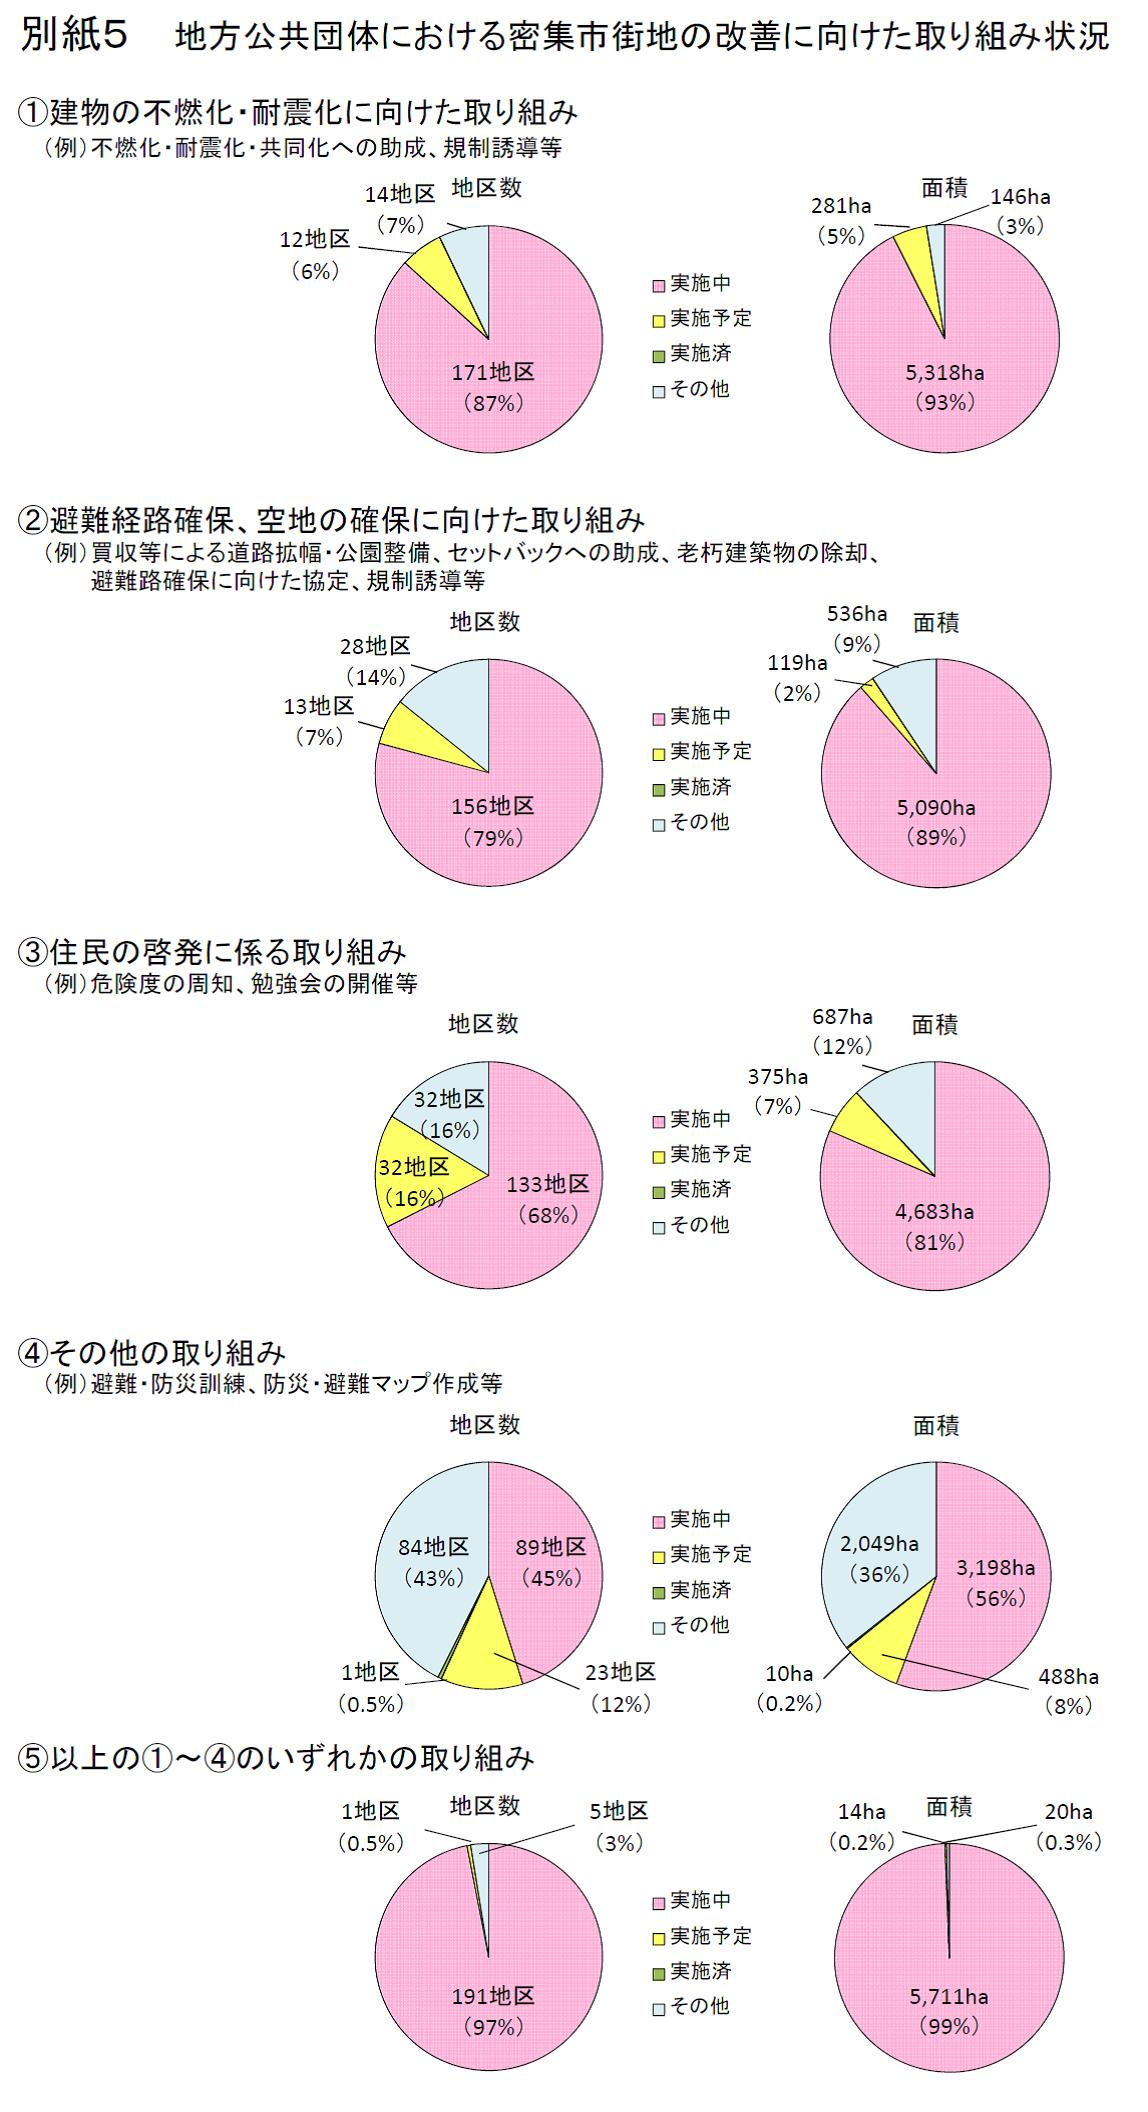 別紙５　地方公共団体における密集市街地の改善に向けた取り組み状況
①建物の不燃化・耐震化に向けた取り組み
（例）不燃化・耐震化・共同化への助成、規制誘導等
地区数
14地区
（7%）
12地区
（6%）
171地区
（87%）
実施中
実施予定
実施済
その他
面積
281ha
（5%）
146ha
（3%）
5,318ha
（93%）
②避難経路確保、空地の確保に向けた取り組み
（例）買収等による道路拡幅・公園整備、セットバックへの助成、老朽建築物の除却、
避難路確保に向けた協定、規制誘導等
地区数
28地区
（14%）
13地区
（7%）
156地区
（79%）
実施中
実施予定
実施済
その他
面積
536ha
（9%）
119ha
（2%）
5,090ha
（89%）
③住民の啓発に係る取り組み
（例）危険度の周知、勉強会の開催等
地区数
32地区
（16%）
32地区
（16%）
133地区
（68%）
実施中
実施予定
実施済
その他
面積
687ha
（12%）
375ha
（7%）
4,683ha
（81%）
④その他の取り組み
（例）避難・防災訓練、防災・避難マップ作成等
地区数
84地区
（43%）
89地区
（45%）
1地区
（0.5%）
23地区
（12%）
実施中
実施予定
実施済
その他
面積
2,049ha
（36%）
3,198ha
（56%）
10ha
（0.2%）
488ha
（8%）
⑤以上の①～④のいずれかの取り組み
地区数
1地区
（0.5%）
5地区
（3%）
191地区
（97%）
実施中
実施予定
実施済
その他
面積
14ha
（0.2%）
20ha
（0.3%）
5,711ha
（99%）